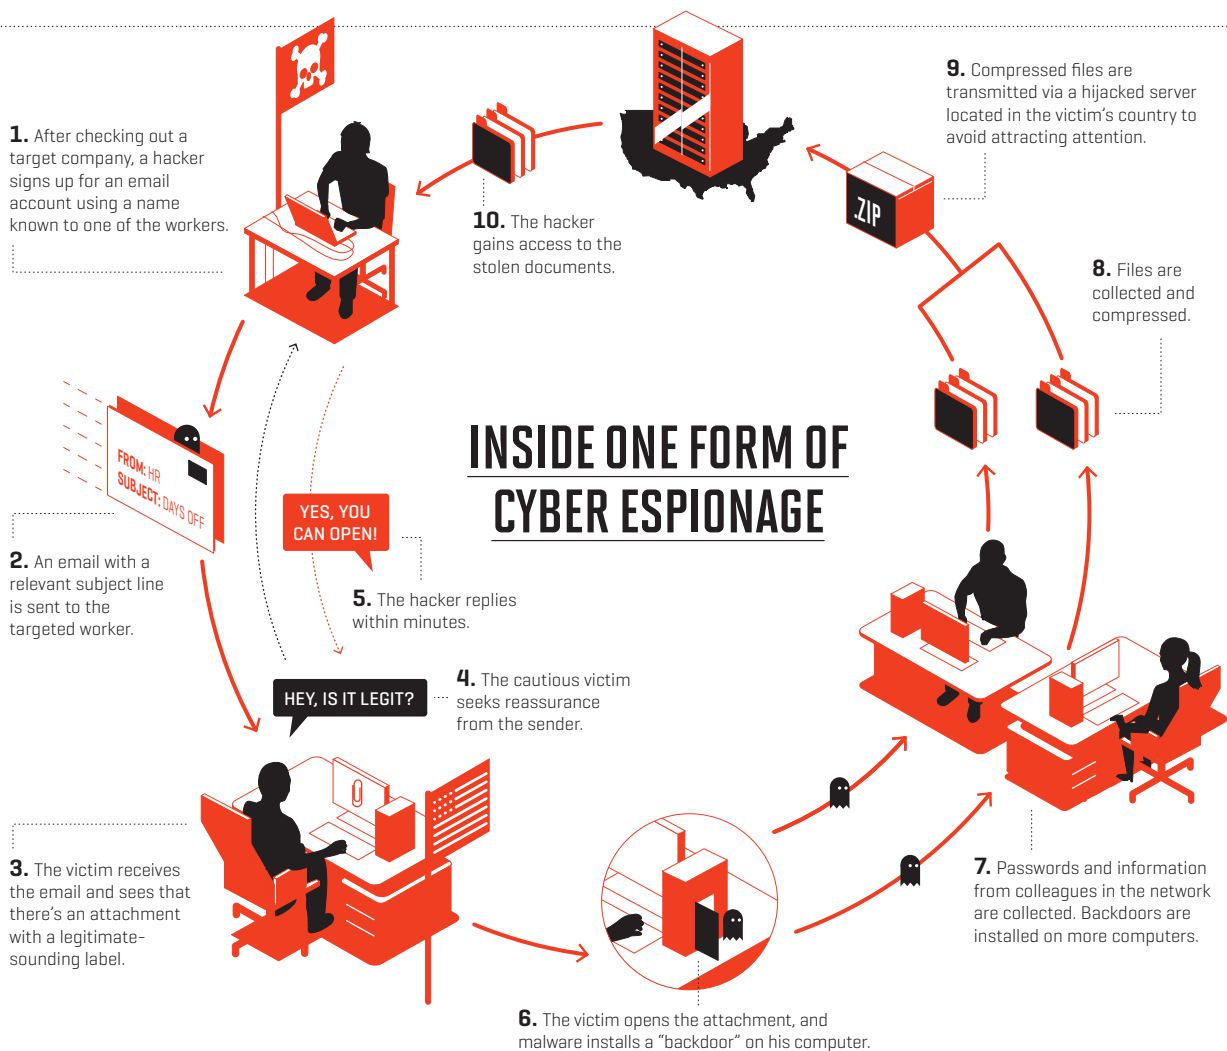 1. After checking out a
target company, a hacker
signs up for an email
account using a name
known to one of the workers.
FROM: HR
SUBJECT: DAYS OFF
2. An email with a
relevant subject line
is sent to the
targeted worker.
3. The victim receives
the email and sees that
there's an attachment
with a legitimate-
sounding label.
HEY, IS IT LEGIT?
4. The cautious victim
seeks reassurance
from the sender.
YES, YOU
CAN OPEN!
5. The hacker replies
within minutes.
INSIDE ONE FORM OF
CYBER ESPIONAGE
6. The victim opens the attachment, and
malware installs a "backdoor" on his computer.
7. Passwords and information
from colleagues in the network
are collected. Backdoors are
installed on more computers.
8. Files are
collected and
compressed.
.ZIP
9. Compressed files are
transmitted via a hijacked server
located in the victim's country to
avoid attracting attention.
10. The hacker
gains access to the
stolen documents.